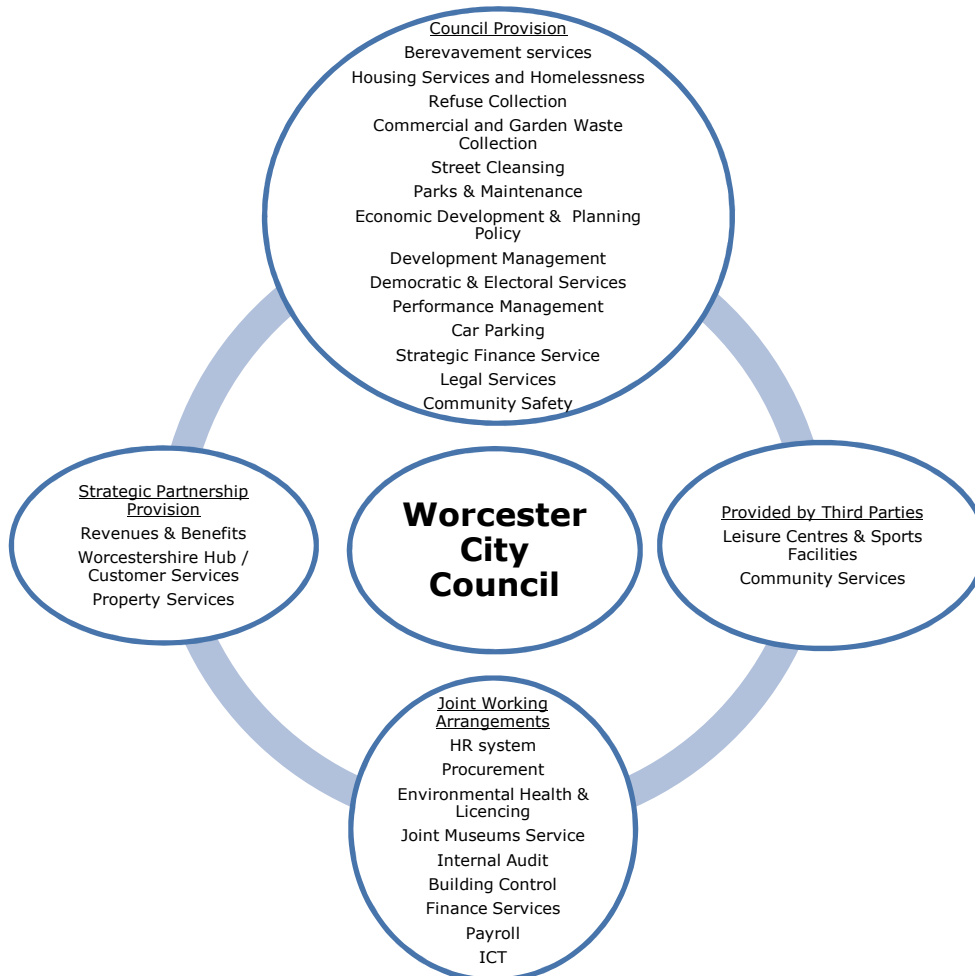 Council Provision
Berevavement services
Housing Services and Homelessness
Refuse Collection
Commercial and Garden Waste
Collection
Street Cleansing
Parks & Maintenance
Economic Development & Planning
Policy
Development Management
Democratic & Electoral Services
Performance Management
Car Parking
Strategic Finance Service
Legal Services
Community Safety
Strategic Partnership
Provision
Revenues & Benefits
Worcestershire Hub /
Customer Services
Property Services
Worcester
City
Council
Provided by Third Parties
Leisure Centres & Sports
Facilities
Community Services
Joint Working
Arrangements
HR system
Procurement
Environmental Health &
Licencing
Joint Museums Service
Internal Audit
Building Control
Finance Services
Payroll
ICT